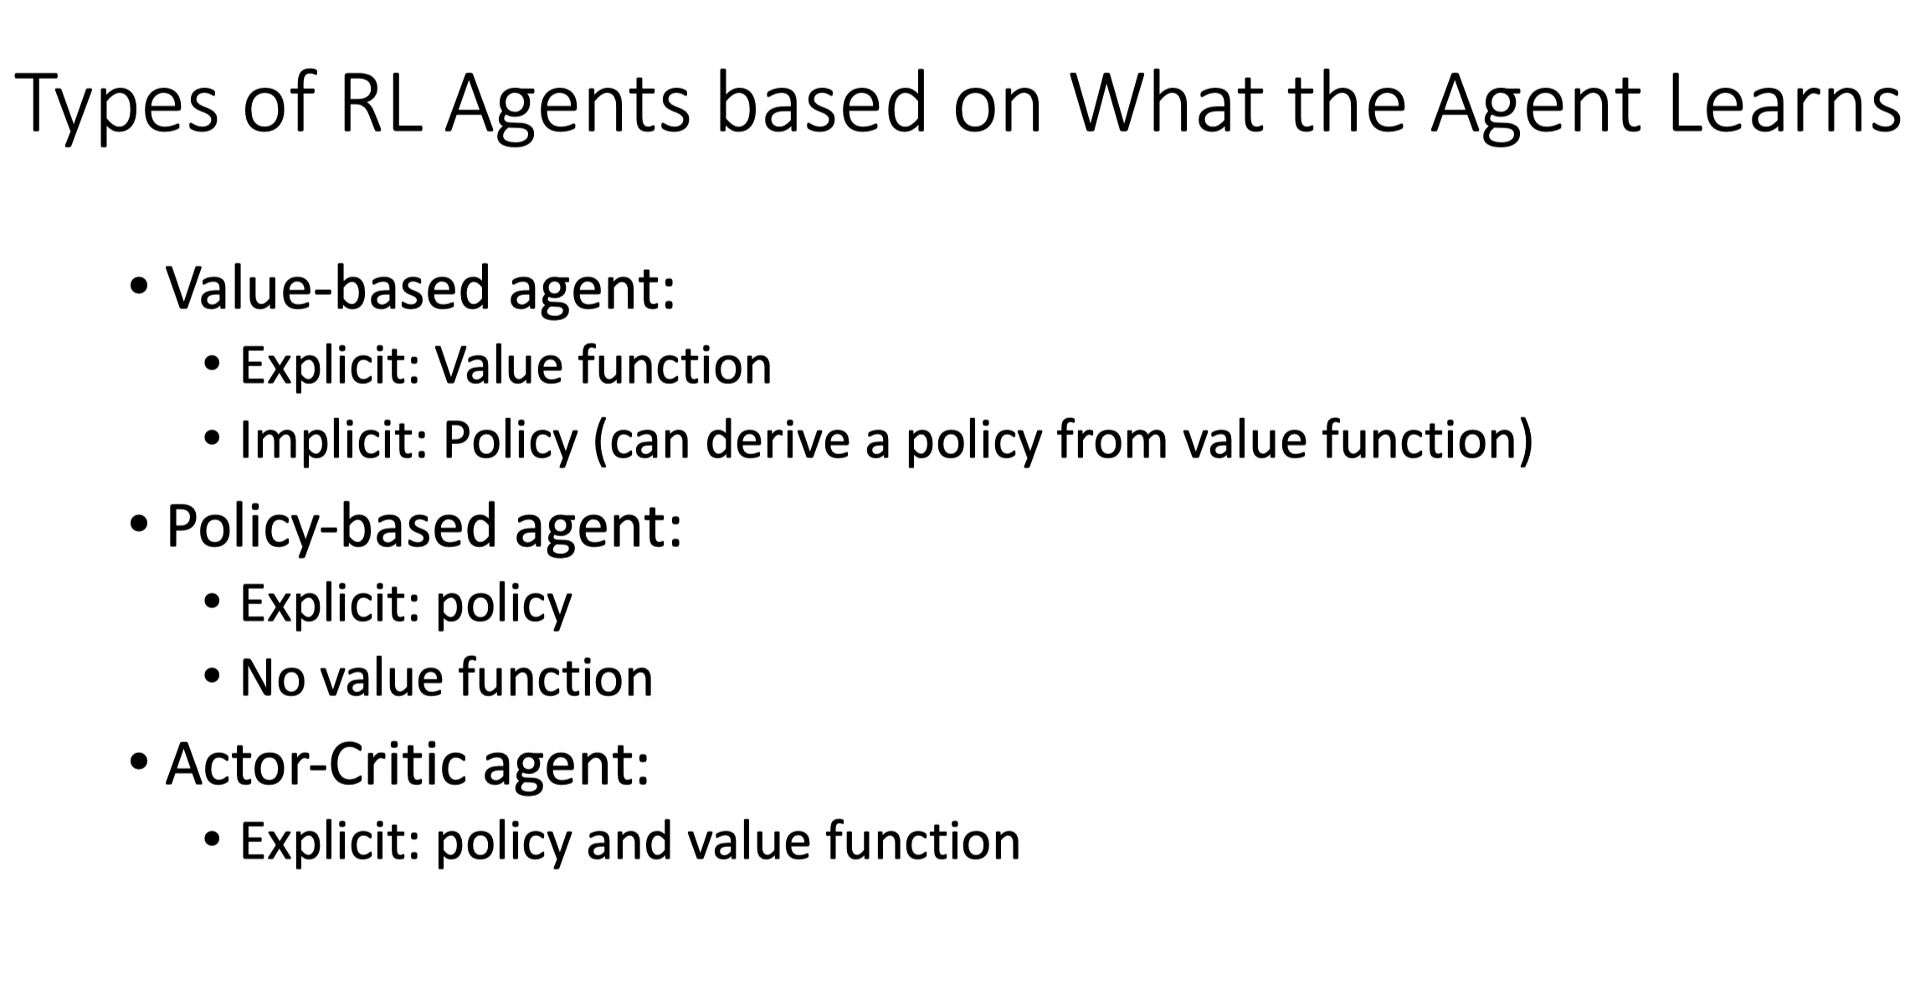 Types of RL Agents based on What the Agent Learns
• Value-based agent:
• Explicit: Value function
• Implicit: Policy (can derive a policy from value function)
• Policy-based agent:
• Explicit: policy
• No value function
• Actor-Critic agent:
• Explicit: policy and value function